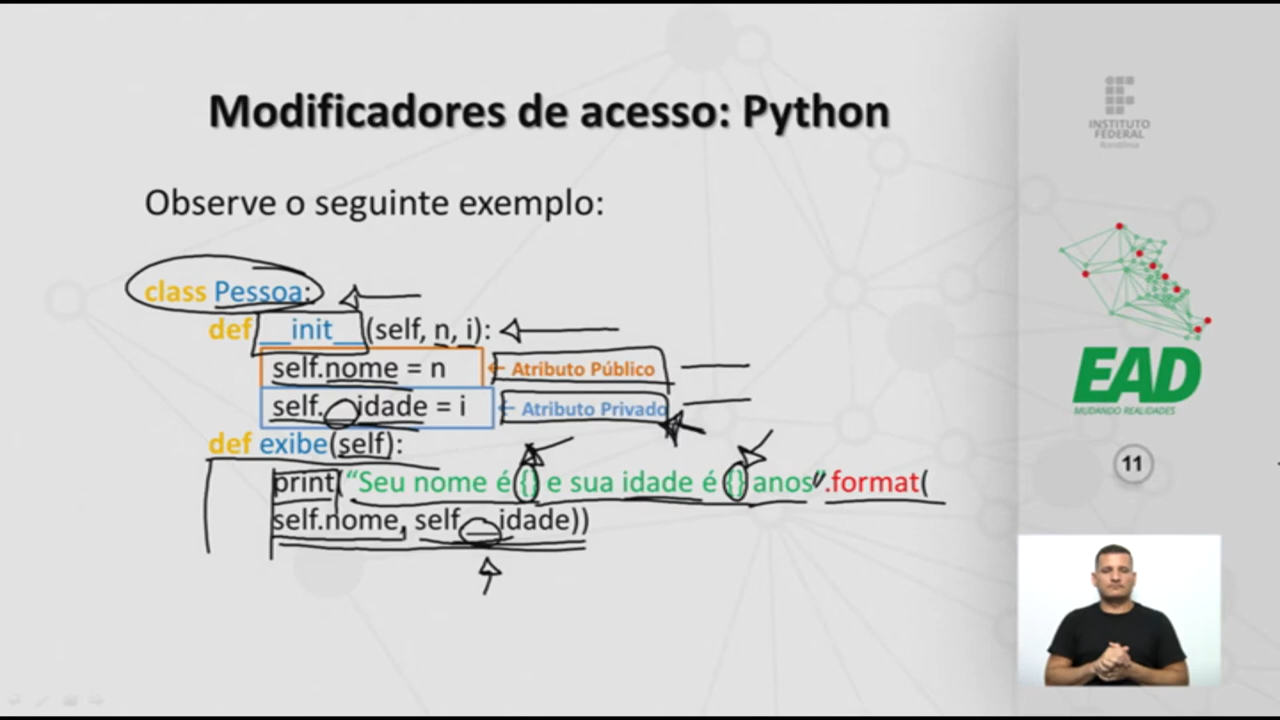 Modificadores de acesso: Python
Observe o seguinte exemplo:
class Pessoa:
def __init__(self, n, i):
self.nome = n ← Atributo Público
self.__idade = i ← Atributo Privado
def exibe(self):
print(“Seu nome é {} e sua idade é {} anos”.format(
self.nome, self.__idade))
INSTITUTO
FEDERAL
Rondônia
EAD
MUDANDO REALIDADES
11